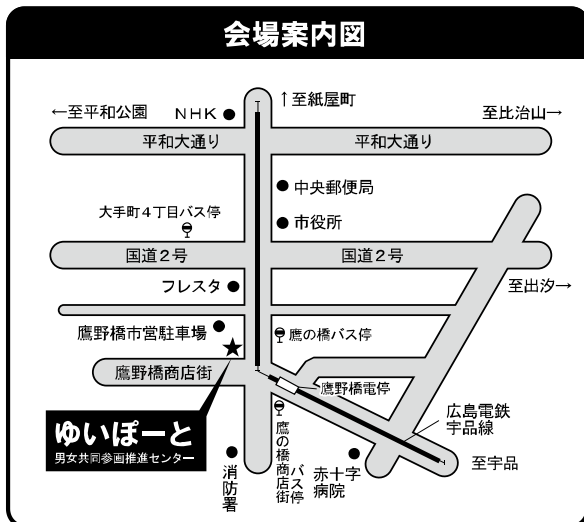 会場案内図
←至平和公園
NHK
↑至紙屋町
至比治山→
平和大通り
平和大通り
中央郵便局
大手町4丁目バス停
市役所
国道2号
国道2号
フレスタ
至出汐→
鷹野橋市営駐車場
鷹の橋バス停
鷹野橋商店街
鷹野橋電停
広島電鉄
宇品線
ゆいぽーと
男女共同参画推進センター
至宇品
消防署
鷹の橋商店街
バス停
赤十字
病院